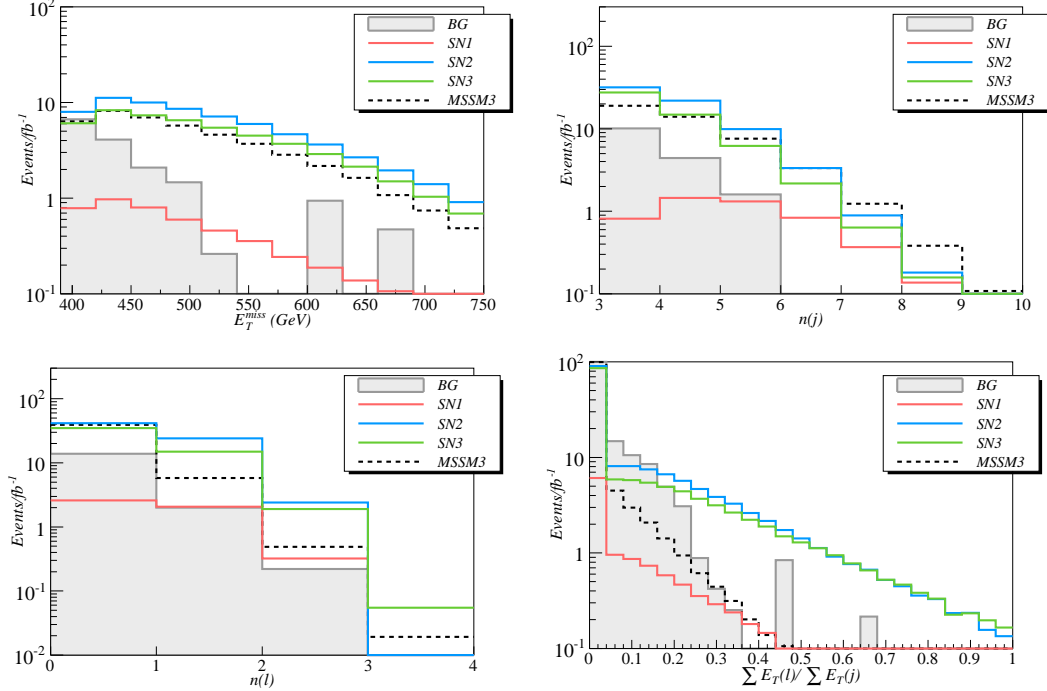 10²
10
1
10⁻¹
Events/fb⁻¹
BG
SN1
SN2
SN3
MSSM3
400 450 500 550 600 650 700 750
E_T^miss (GeV)
10²
10
1
10⁻¹
Events/fb⁻¹
BG
SN1
SN2
SN3
MSSM3
3 4 5 6 7 8 9 10
n(j)
10²
10
1
10⁻¹
10⁻²
Events/fb⁻¹
BG
SN1
SN2
SN3
MSSM3
0 1 2 3 4
n(l)
10²
10
1
10⁻¹
Events/fb⁻¹
BG
SN1
SN2
SN3
MSSM3
0 0.1 0.2 0.3 0.4 0.5 0.6 0.7 0.8 0.9 1
∑ E_T(l)/ ∑ E_T(j)